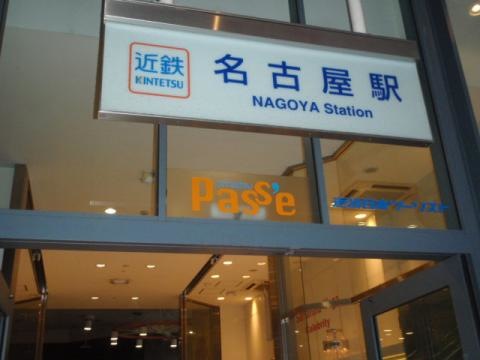 近鉄
KINTETSU
名古屋駅
NAGOYA Station
Pass'e